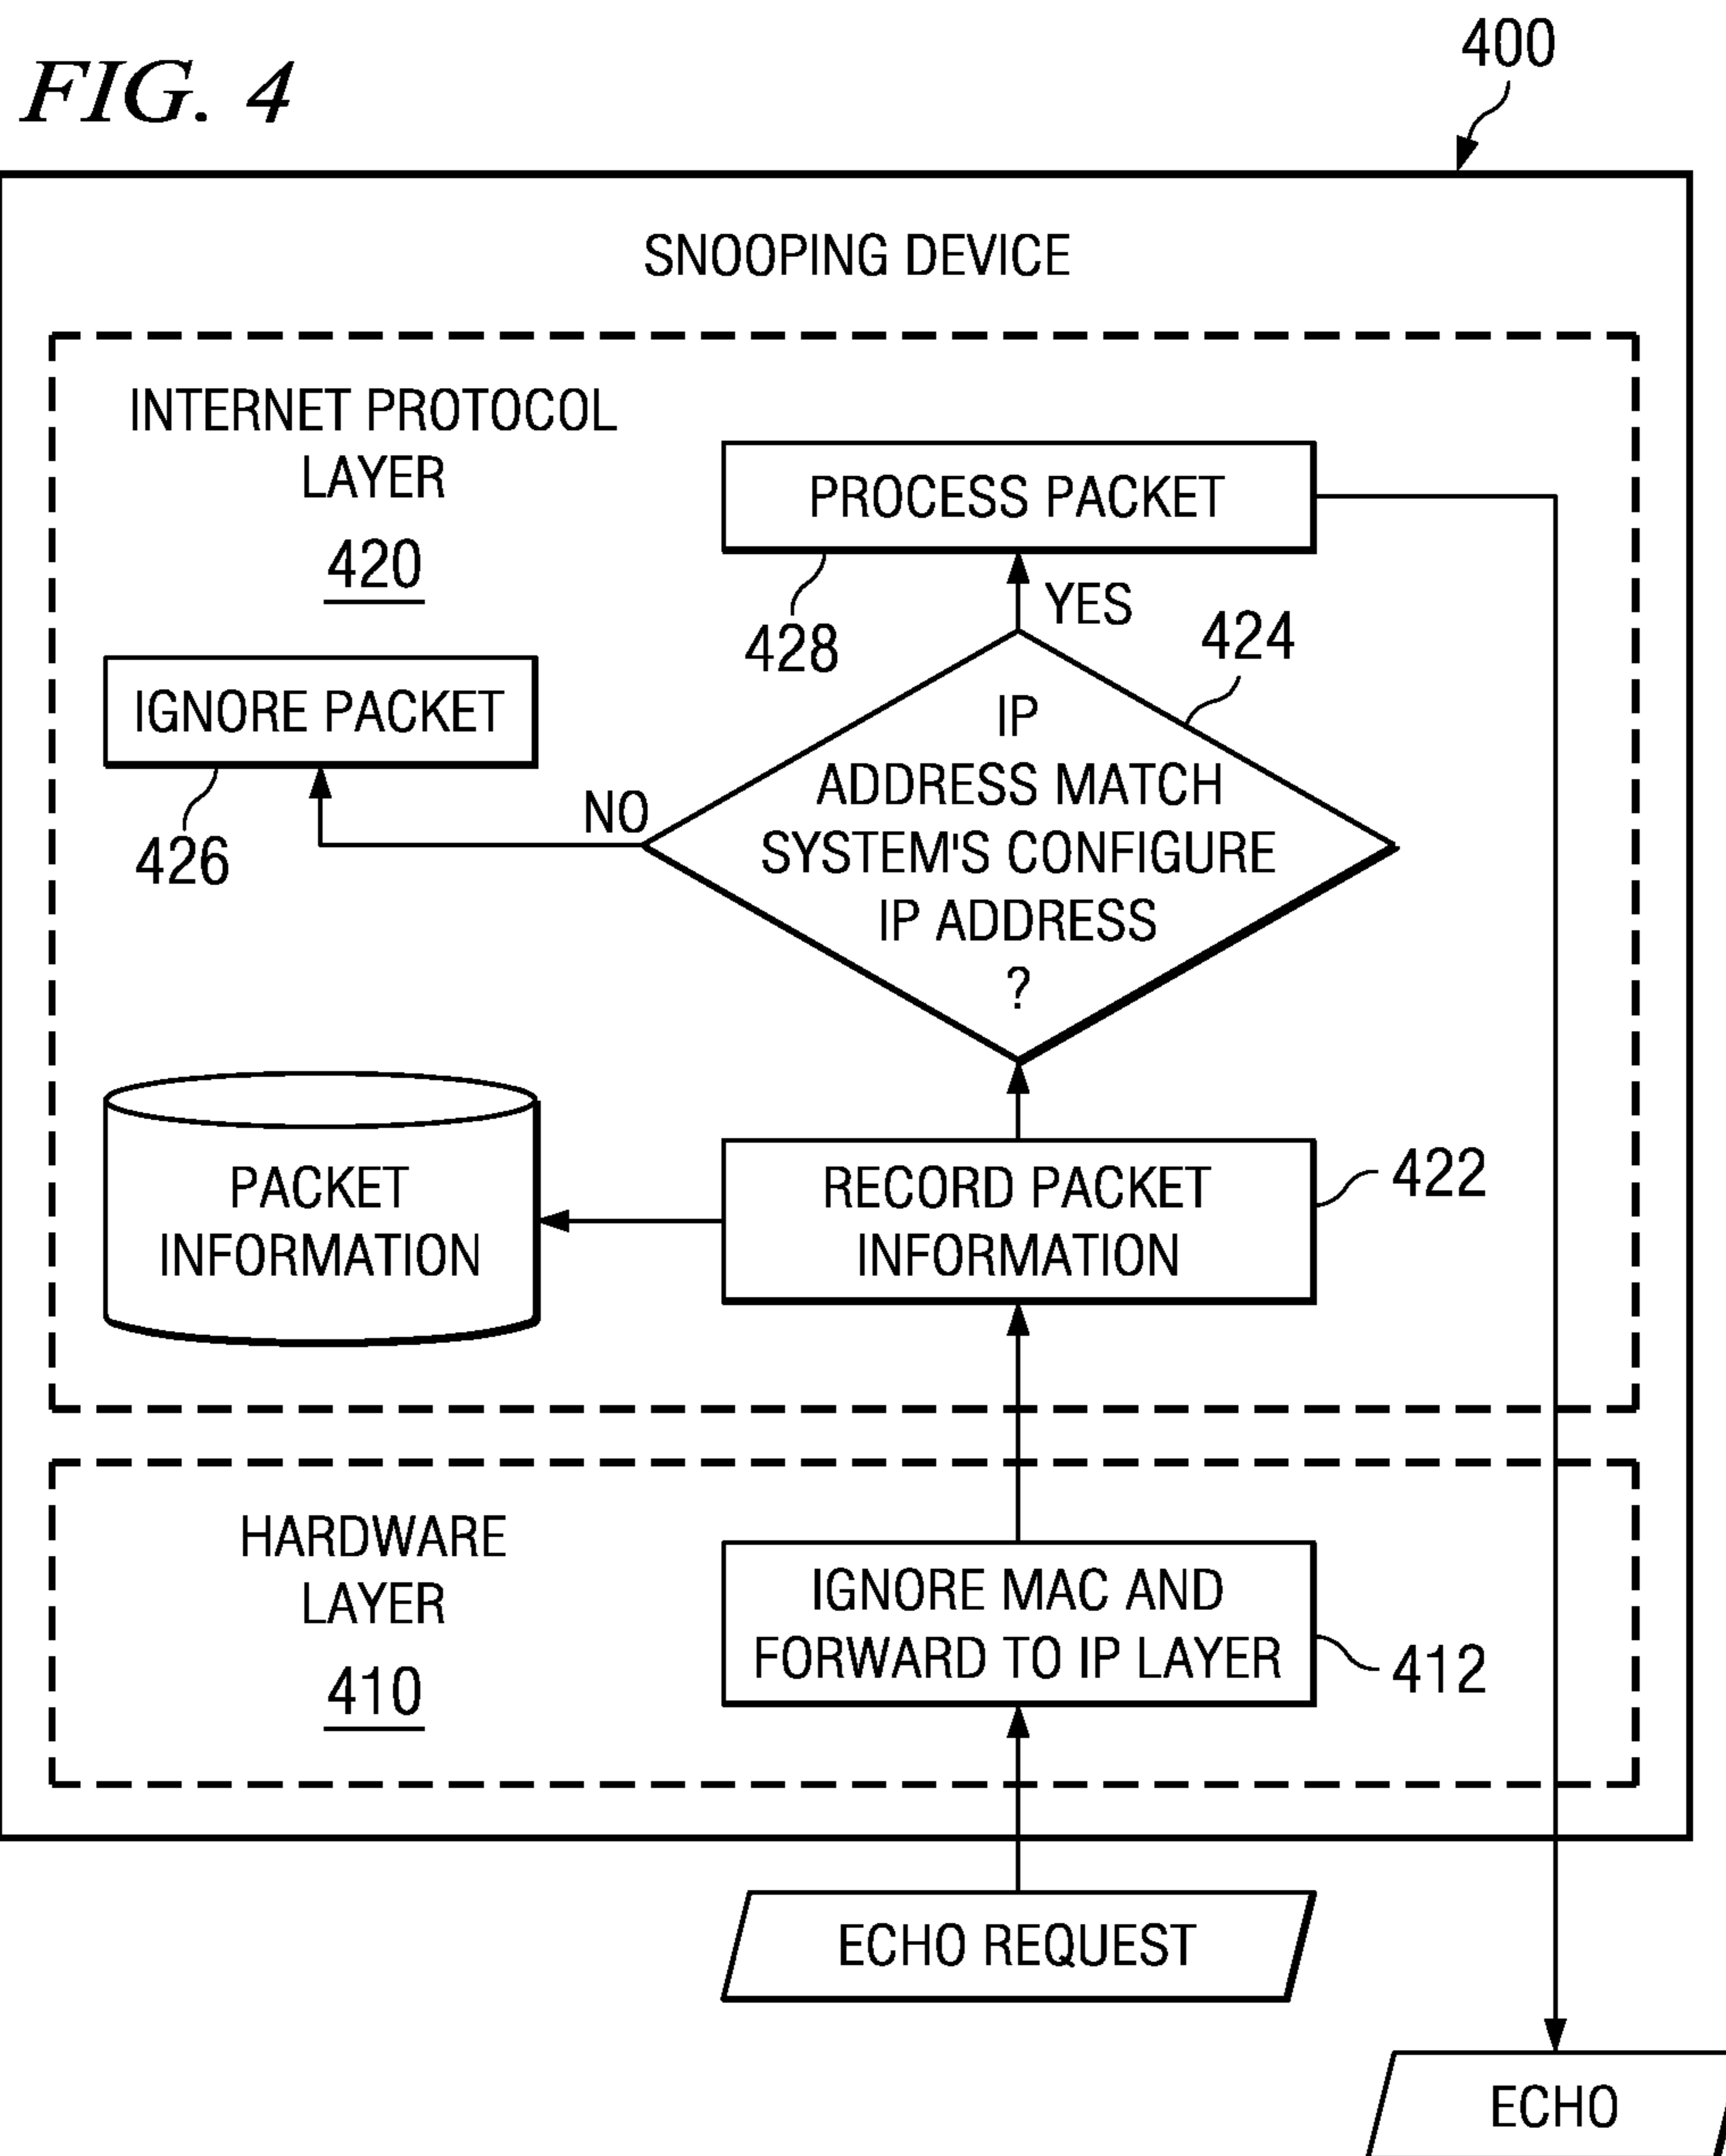 FIG. 4
400
SNOOPING DEVICE
INTERNET PROTOCOL
LAYER
420
PROCESS PACKET
428
YES
424
IGNORE PACKET
426
NO
IP
ADDRESS MATCH
SYSTEM'S CONFIGURE
IP ADDRESS
?
PACKET
INFORMATION
RECORD PACKET
INFORMATION
422
HARDWARE
LAYER
410
IGNORE MAC AND
FORWARD TO IP LAYER
412
ECHO REQUEST
ECHO